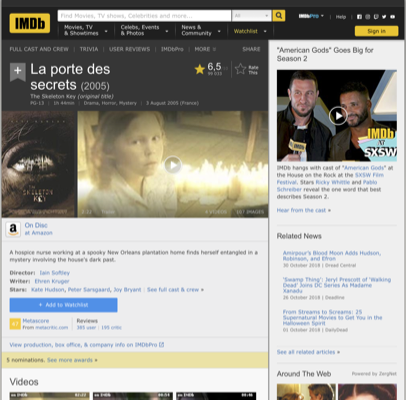 IMDb
Find Movies, TV shows, Celebrities and more...
All
IMDbPro
Help
Movies, TV
& Showtimes
Celebs, Events
& Photos
News &
Community
Watchlist
Sign in
FULL CAST AND CREW | TRIVIA | USER REVIEWS | IMDbPro | MORE
SHARE
La porte des
secrets (2005)
The Skeleton Key (original title)
PG-13 | 1h 44min | Drama, Horror, Mystery | 3 August 2005 (France)
6,5
Rate
This
THE
SKELETON
KEY
On Disc
at Amazon
A hospice nurse working at a spooky New Orleans plantation home finds herself entangled in a
mystery involving the house's dark past.
Director: Iain Softley
Writer: Ehren Kruger
Stars: Kate Hudson, Peter Sarsgaard, Joy Bryant | See full cast & crew »
+ Add to Watchlist
Metascore
From metacritic.com
Reviews
385 user | 195 critic
View production, box office, & company info on IMDbPro
5 nominations. See more awards »
Videos
"American Gods" Goes Big for
Season 2
IMDb
SXSW
IMDb hangs with cast of "American Gods" at
the House on the Rock at the SXSW Film
Festival. Stars Ricky Whittle and Pablo
Schreiber reveal the one word that best
describes Season 2.
Hear from the cast »
Related News
Amirpour's Blood Moon Adds Hudson,
Robinson, and Efron
30 October 2018 | Dread Central
'Swamp Thing': Jeryl Prescott of 'Walking
Dead' Joins DC Series As Madame
Xanadu
26 October 2018 | Deadline
From Streams to Screams: 25
Supernatural Movies to Get You in the
Halloween Spirit
01 October 2018 | DailyDead
See all related articles »
Around The Web
Powered by ZergNet